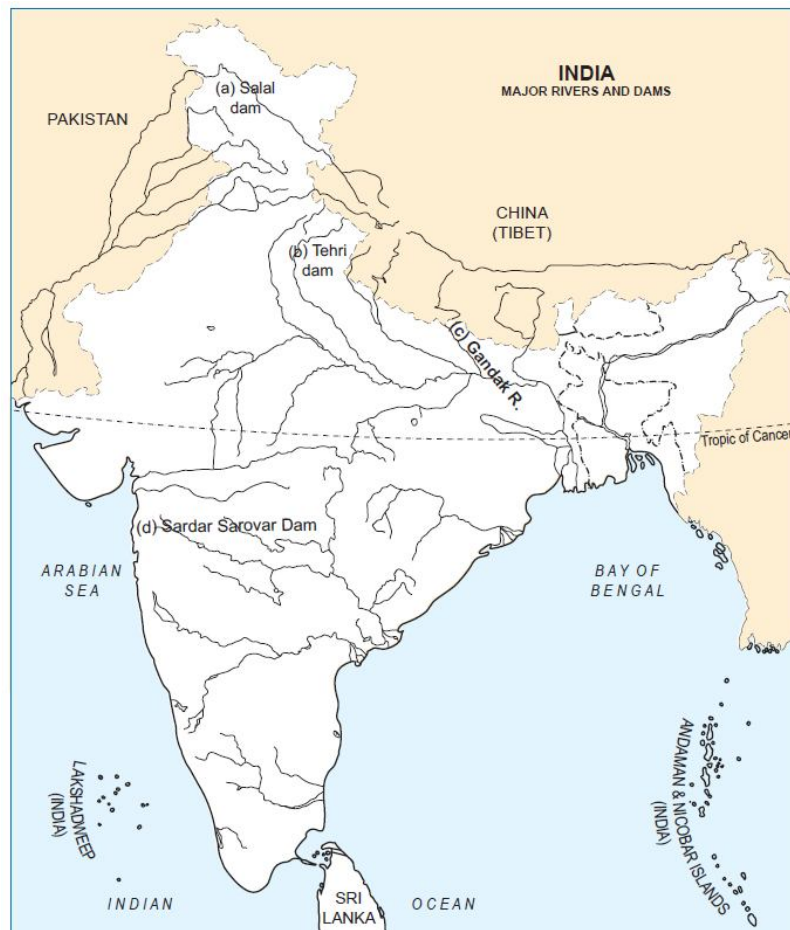 INDIA
MAJOR RIVERS AND DAMS
(a) Salal
dam
PAKISTAN
CHINA
(TIBET)
(b) Tehri
dam
(c) Gandak R.
Tropic of Cancer
(d) Sardar Sarovar Dam
ARABIAN
SEA
BAY OF
BENGAL
LAKSHADWEEP
(INDIA)
ANDAMAN & NICOBAR ISLANDS
(INDIA)
SRI
LANKA
INDIAN
OCEAN